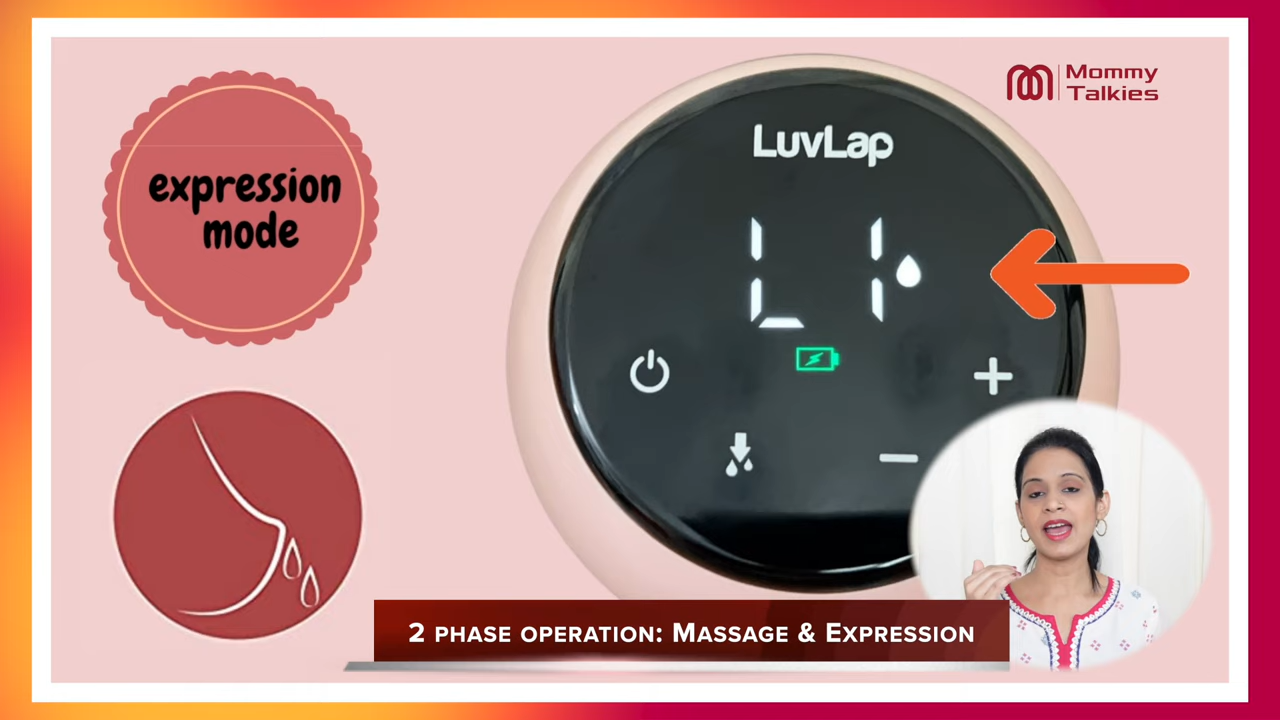 expression
mode
Mommy
Talkies
LuvLap
L1
2 PHASE OPERATION: MASSAGE & EXPRESSION